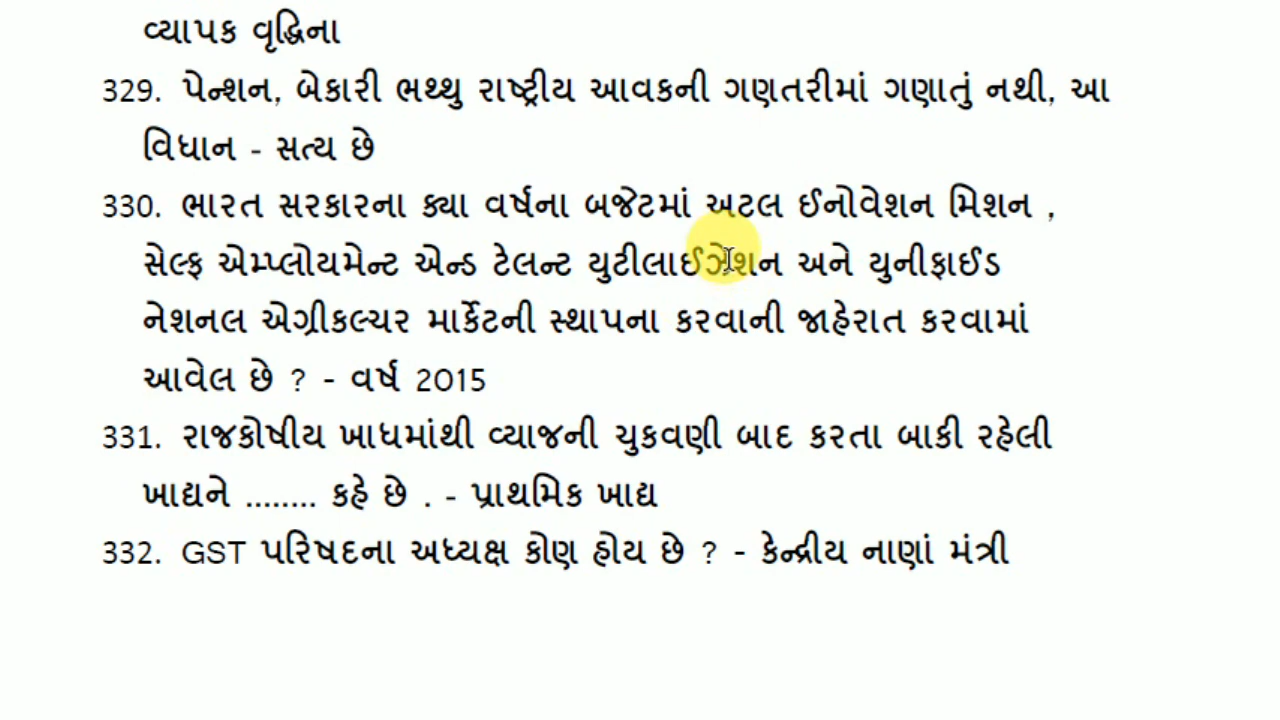 વ્યાપક વૃદ્ધિના
329. પેન્શન, બેકારી ભથ્થુ રાષ્ટ્રીય આવકની ગણતરીમાં ગણાતું નથી, આ
વિધાન - સત્ય છે
330. ભારત સરકારના ક્યા વર્ષના બજેટમાં અટલ ઈનોવેશન મિશન ,
સેલ્ફ એમ્પ્લોયમેન્ટ એન્ડ ટેલન્ટ યુટીલાઈઝેશન અને યુનીફાઈડ
નેશનલ એગ્રીકલ્ચર માર્કેટની સ્થાપના કરવાની જાહેરાત કરવામાં
આવેલ છે ? - વર્ષ 2015
331. રાજકોષીય ખાધમાંથી વ્યાજની ચુકવણી બાદ કરતા બાકી રહેલી
ખાદ્યને ........ કહે છે . - પ્રાથમિક ખાદ્ય
332. GST પરિષદના અધ્યક્ષ કોણ હોય છે ? - કેન્દ્રીય નાણાં મંત્રી